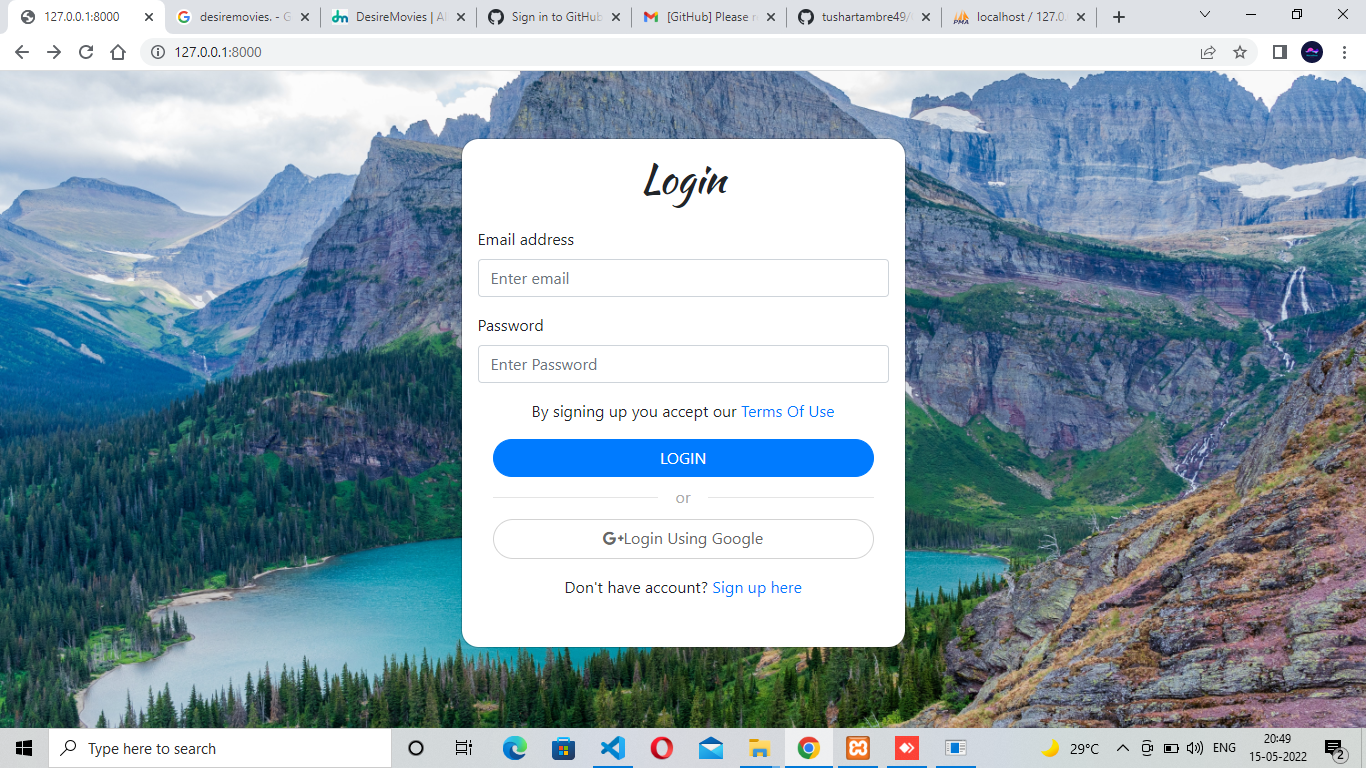 127.0.0.1:8000
desiremovies. - G
dm
DesireMovies | Al
Sign in to GitHub
[GitHub] Please r
tushartambre49/
PMA
localhost / 127.0.
127.0.0.1:8000
Login
Email address
Enter email
Password
Enter Password
By signing up you accept our Terms Of Use
LOGIN
or
G+Login Using Google
Don't have account? Sign up here
Type here to search
29°C
ENG
20:49
15-05-2022
2